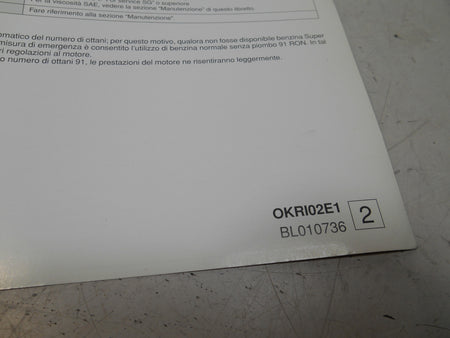 Per la viscosità SAE, vedere la sezione "Manutenzione" di questo libretto
Fare riferimento alla sezione "Manutenzione"
omatico del numero di ottani; per questo motivo, qualora non fosse disponibile benzina Super
misura di emergenza è consentito l'utilizzo di benzina normale senza piombo 91 RON. In tal
ri regolazioni al motore.
o numero di ottani 91, le prestazioni del motore ne risentiranno leggermente.
OKRI02E1
BL010736
2